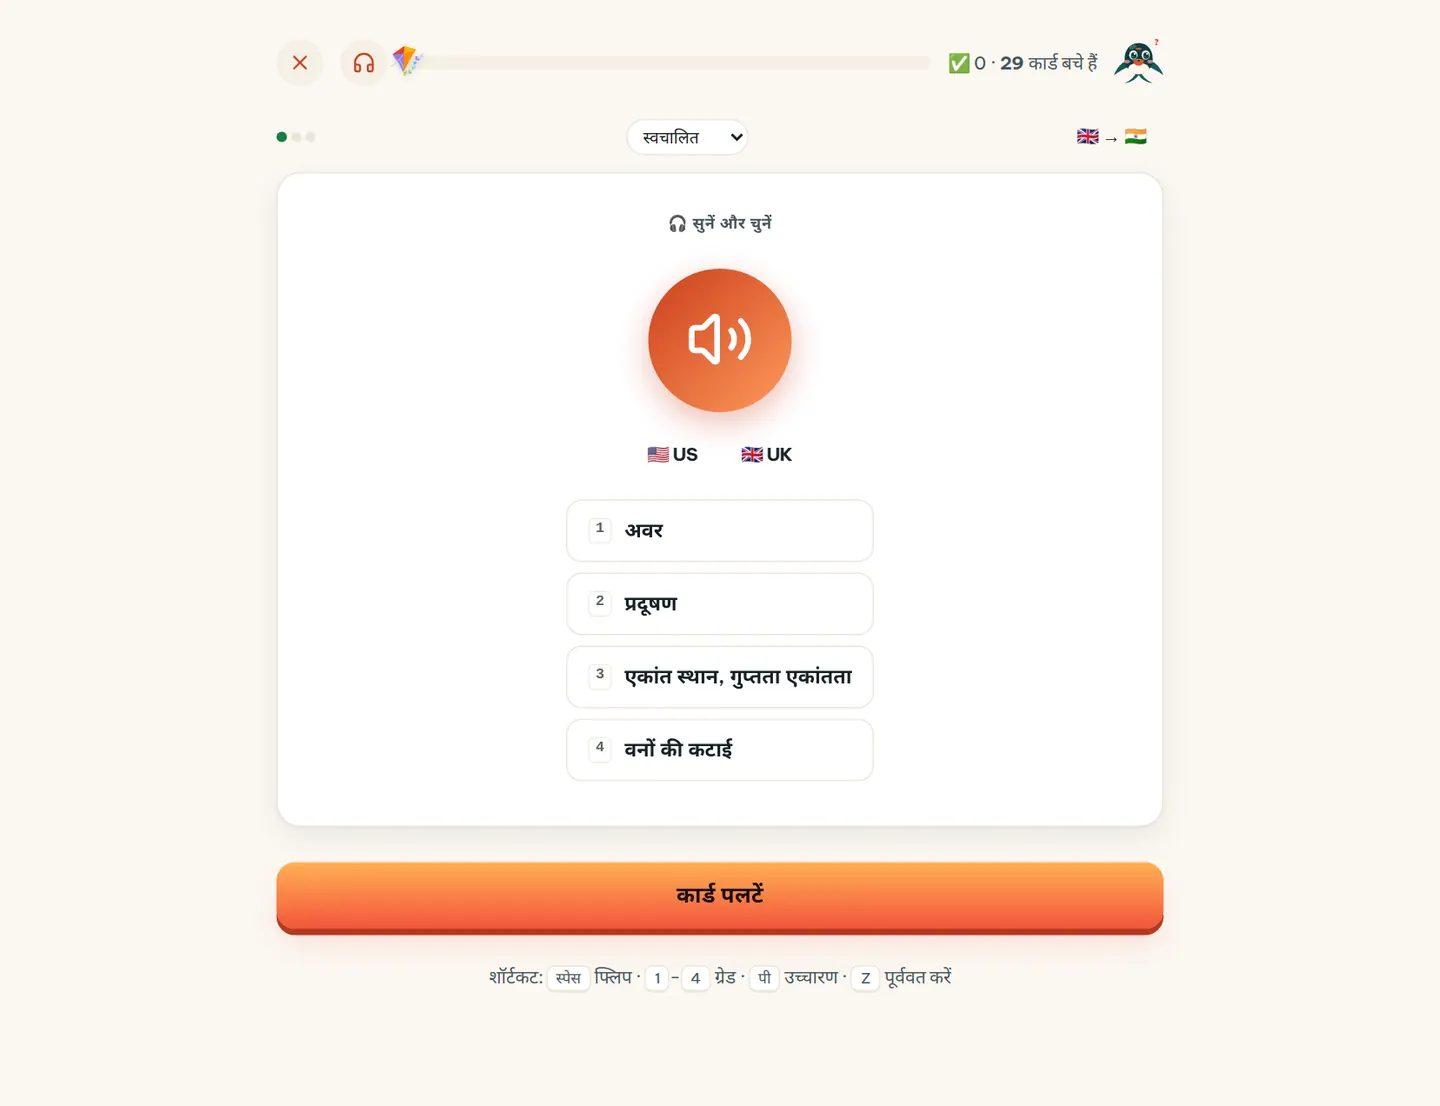 ✅ 0 · 29 कार्ड बचे हैं
स्वचालित
🇬🇧 → 🇮🇳
🎧 सुनें और चुनें
🇺🇸 US 🇬🇧 UK
1 अवर
2 प्रदूषण
3 एकांत स्थान, गुप्तता एकांतता
4 वनों की कटाई
कार्ड पलटें
शॉर्टकट: स्पेस फ्लिप · 1 – 4 ग्रेड · पी उच्चारण · Z पूर्ववत करें